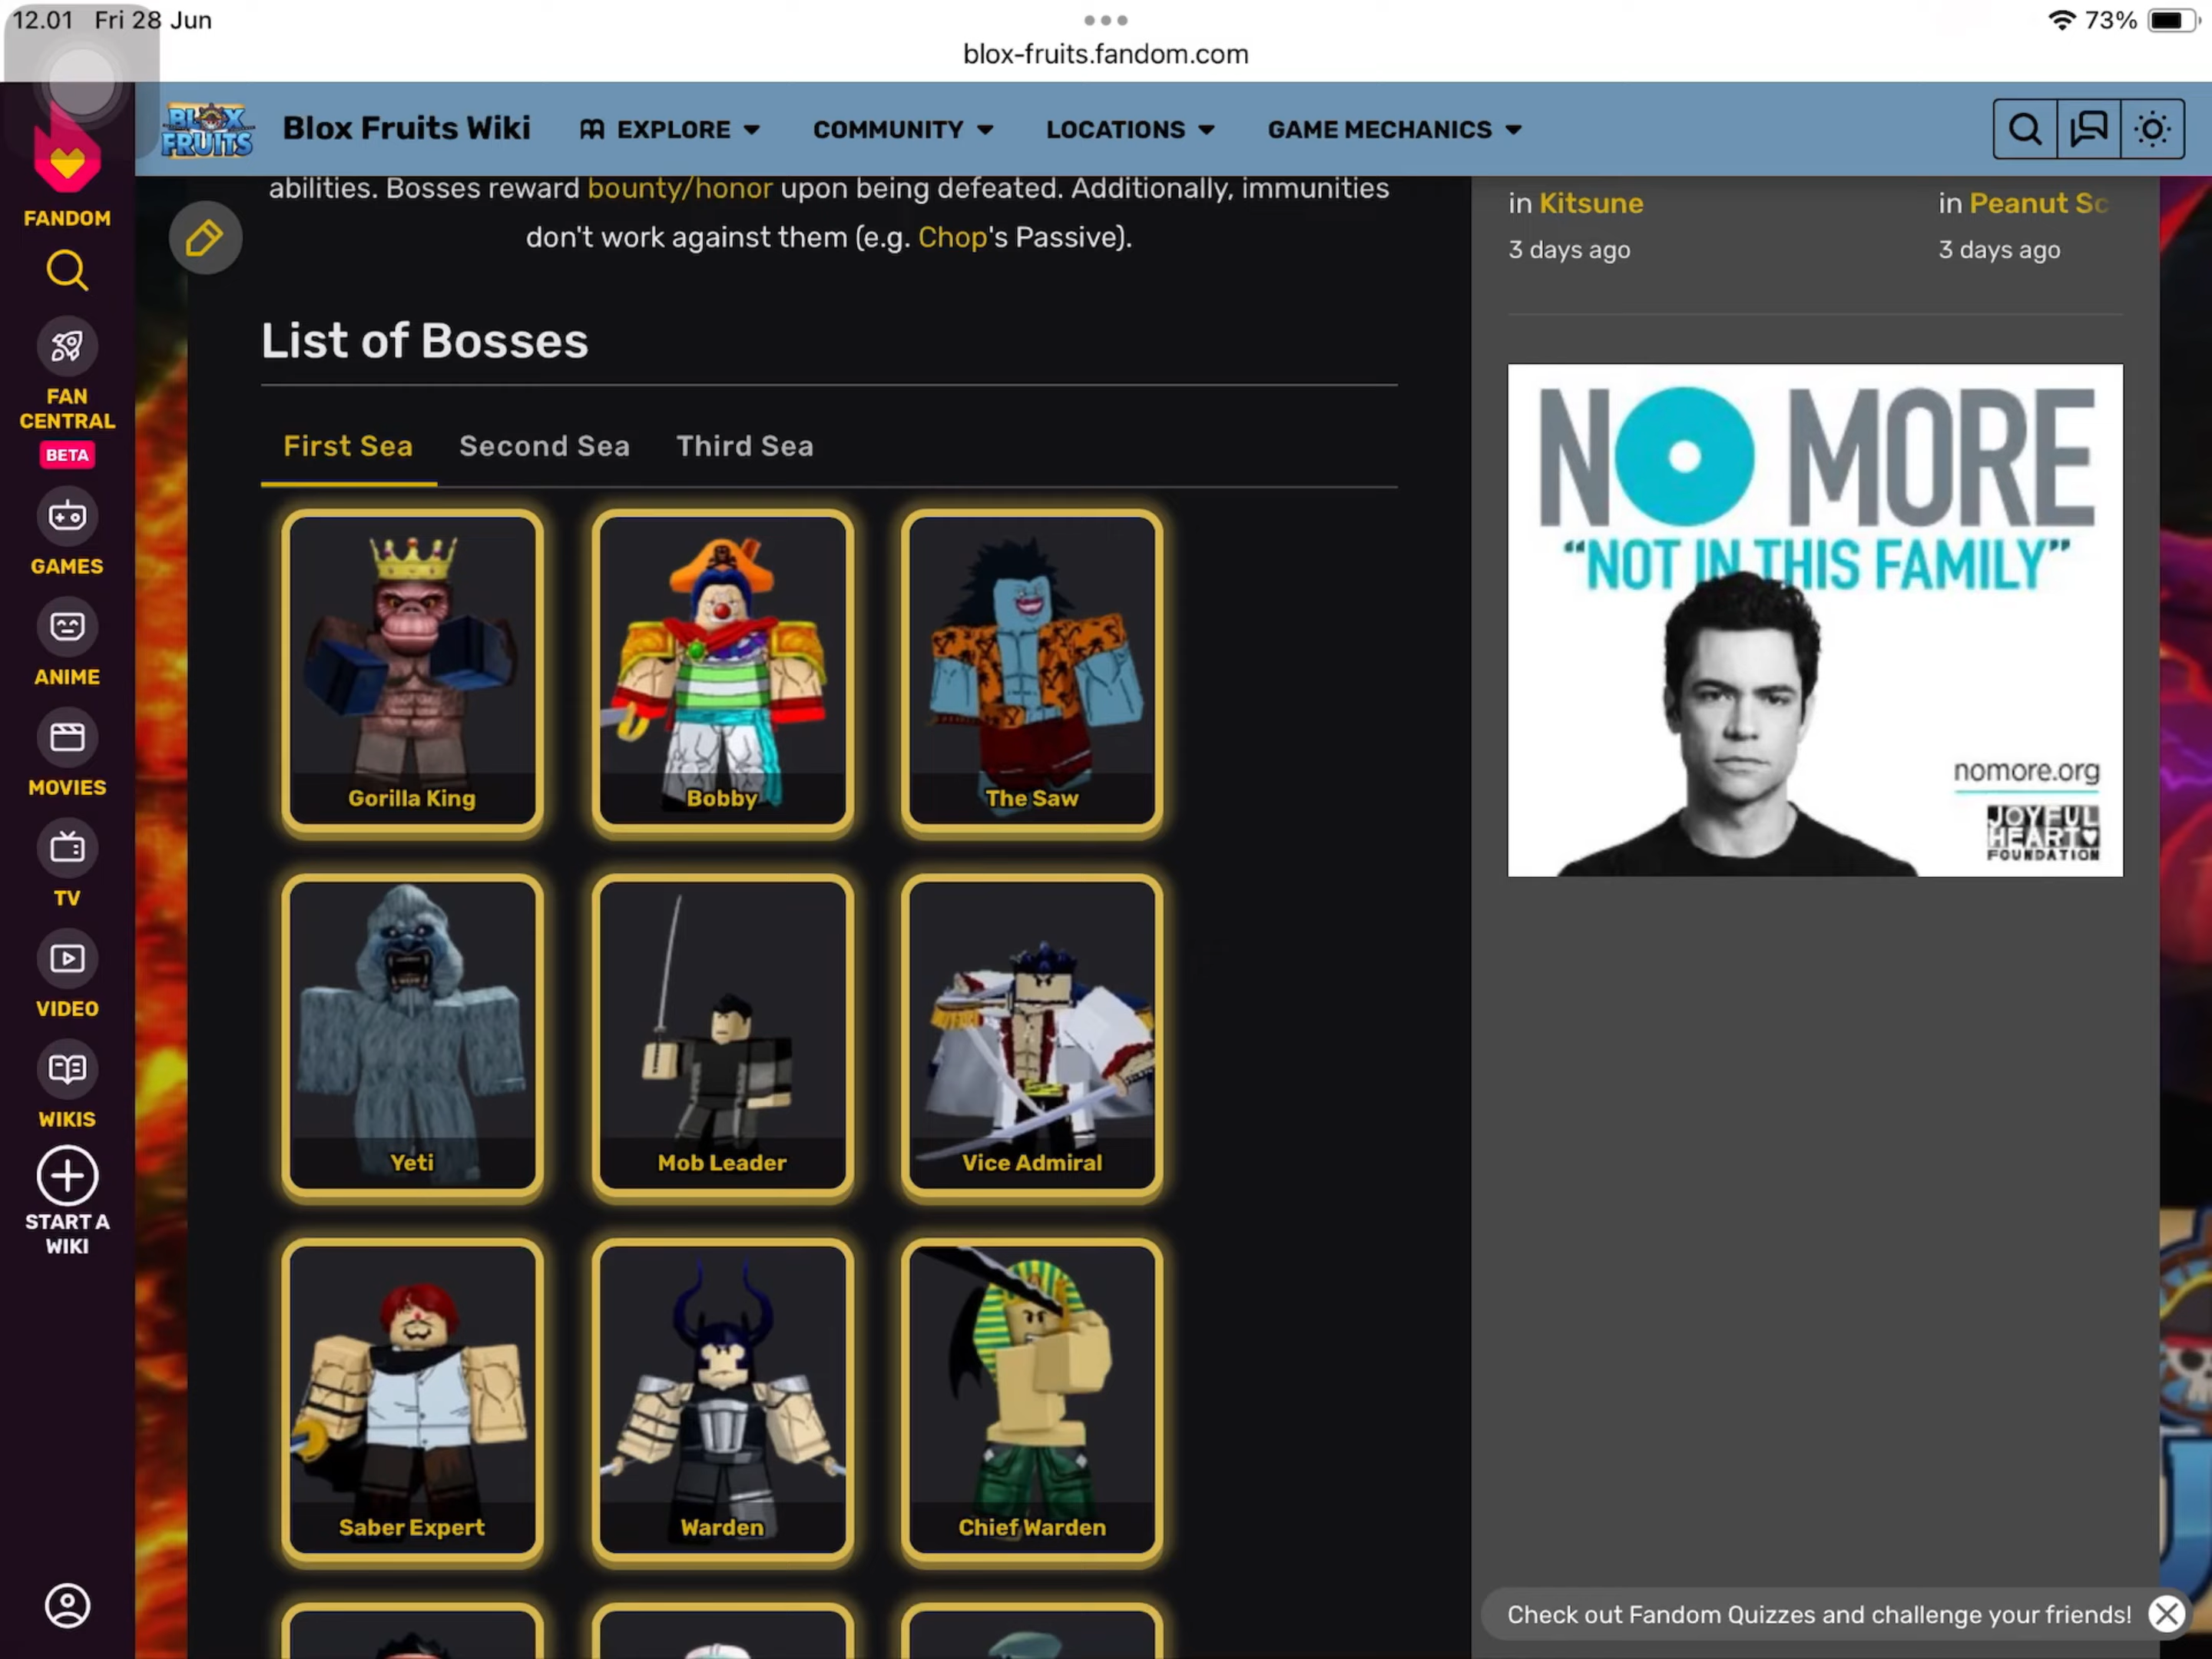 12.01 Fri 28 Jun
73%
blox-fruits.fandom.com
BLOX
FRUITS
Blox Fruits Wiki
EXPLORE
COMMUNITY
LOCATIONS
GAME MECHANICS
FANDOM
FAN
CENTRAL
BETA
GAMES
ANIME
MOVIES
TV
VIDEO
WIKIS
START A
WIKI
abilities. Bosses reward bounty/honor upon being defeated. Additionally, immunities
don't work against them (e.g. Chop's Passive).
List of Bosses
First Sea Second Sea Third Sea
Gorilla King
Bobby
The Saw
Yeti
Mob Leader
Vice Admiral
Saber Expert
Warden
Chief Warden
in Kitsune
3 days ago
in Peanut Sc
3 days ago
NO MORE
“NOT IN THIS FAMILY”
nomore.org
JOYFUL
HEART
FOUNDATION
Check out Fandom Quizzes and challenge your friends!